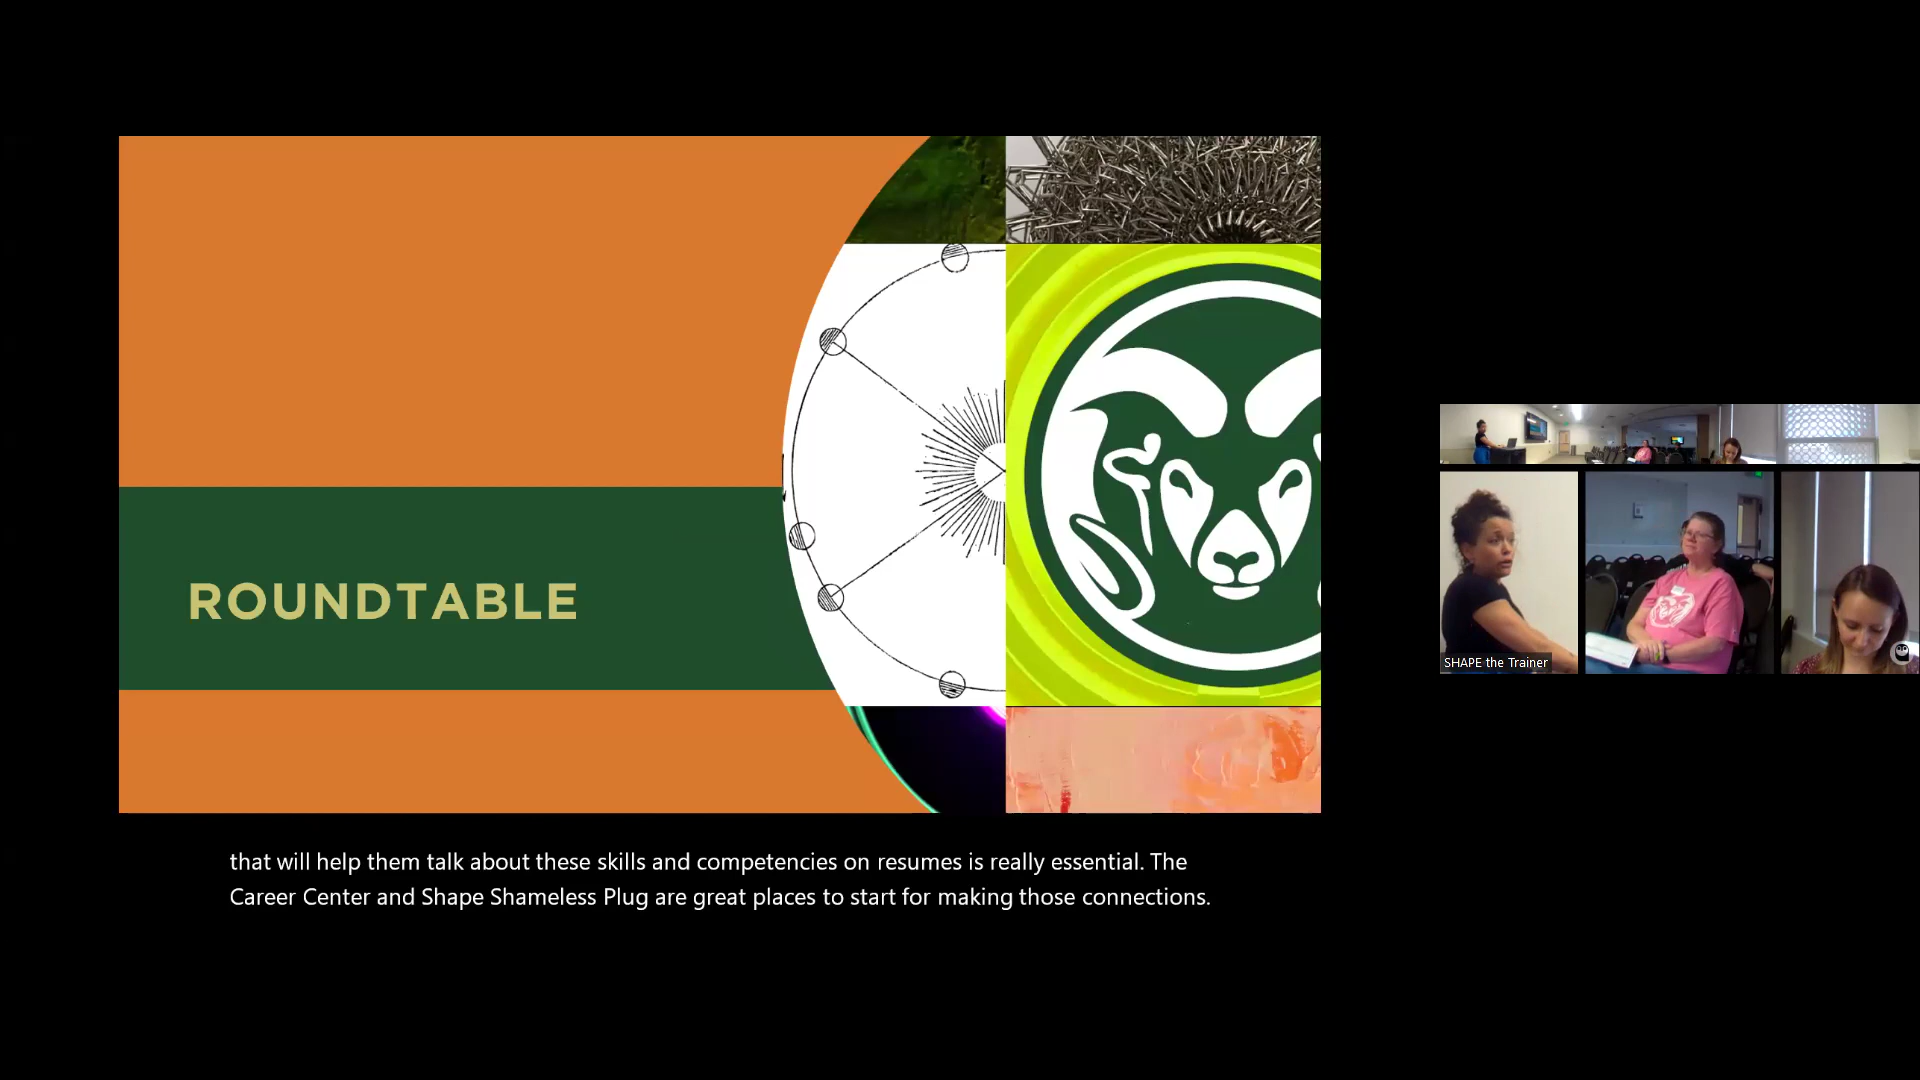 ROUNDTABLE
SHAPE the Trainer
that will help them talk about these skills and competencies on resumes is really essential. The
Career Center and Shape Shameless Plug are great places to start for making those connections.